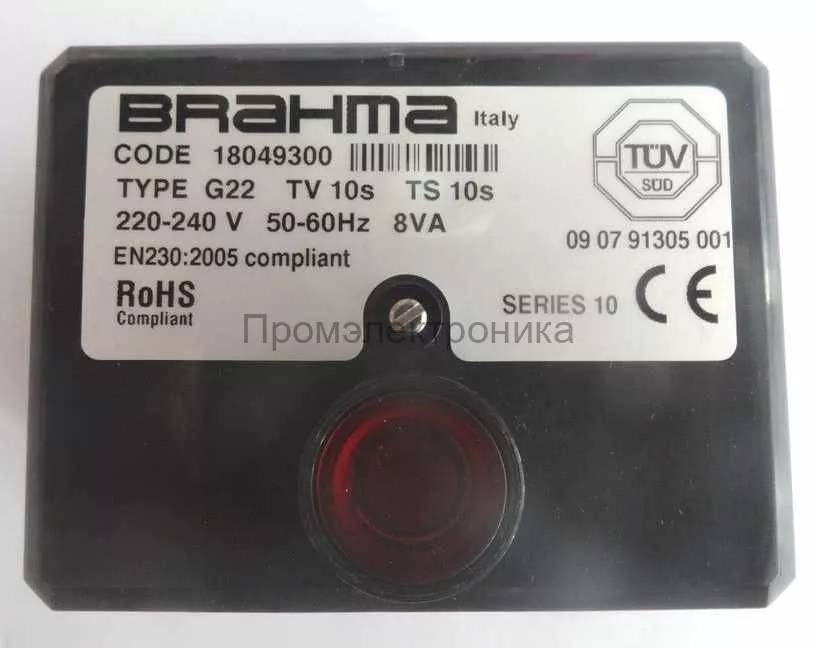 BRAHMA Italy
CODE 18049300
TYPE G22 TV 10s TS 10s
220-240 V 50-60Hz 8VA
EN230:2005 compliant
RoHS
Compliant
TÜV
SÜD
09 07 91305 001
SERIES 10 CE
Промэлектроника